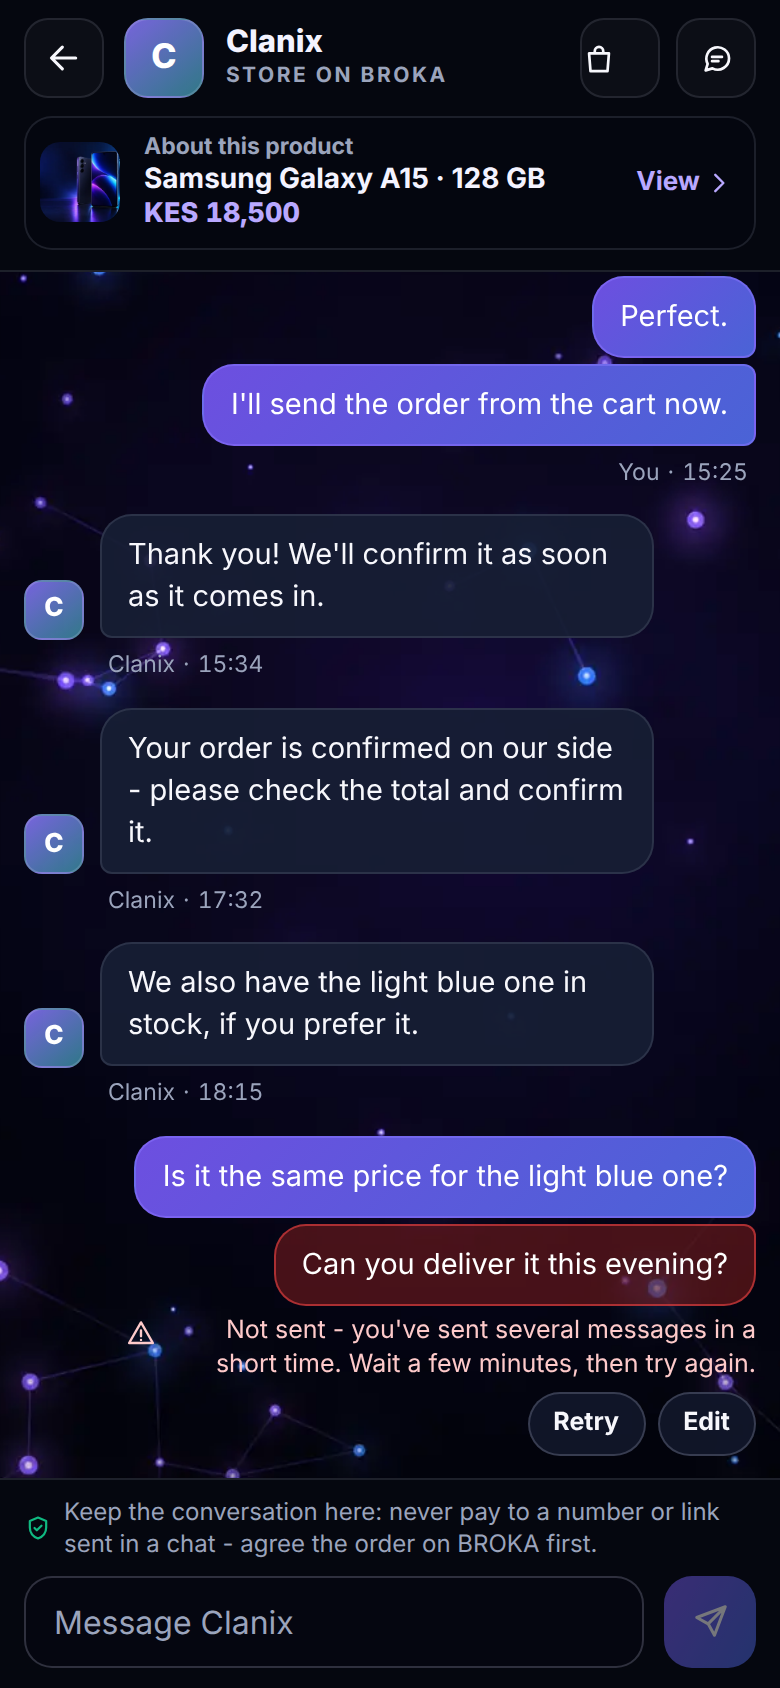 C
Clanix
STORE ON BROKA
About this product
Samsung Galaxy A15 · 128 GB
KES 18,500
View
Perfect.
I'll send the order from the cart now.
You · 15:25
Thank you! We'll confirm it as soon
as it comes in.
C
Clanix · 15:34
Your order is confirmed on our side
- please check the total and confirm
it.
C
Clanix · 17:32
We also have the light blue one in
stock, if you prefer it.
C
Clanix · 18:15
Is it the same price for the light blue one?
Can you deliver it this evening?
Not sent - you've sent several messages in a
short time. Wait a few minutes, then try again.
Retry
Edit
Keep the conversation here: never pay to a number or link
sent in a chat - agree the order on BROKA first.
Message Clanix